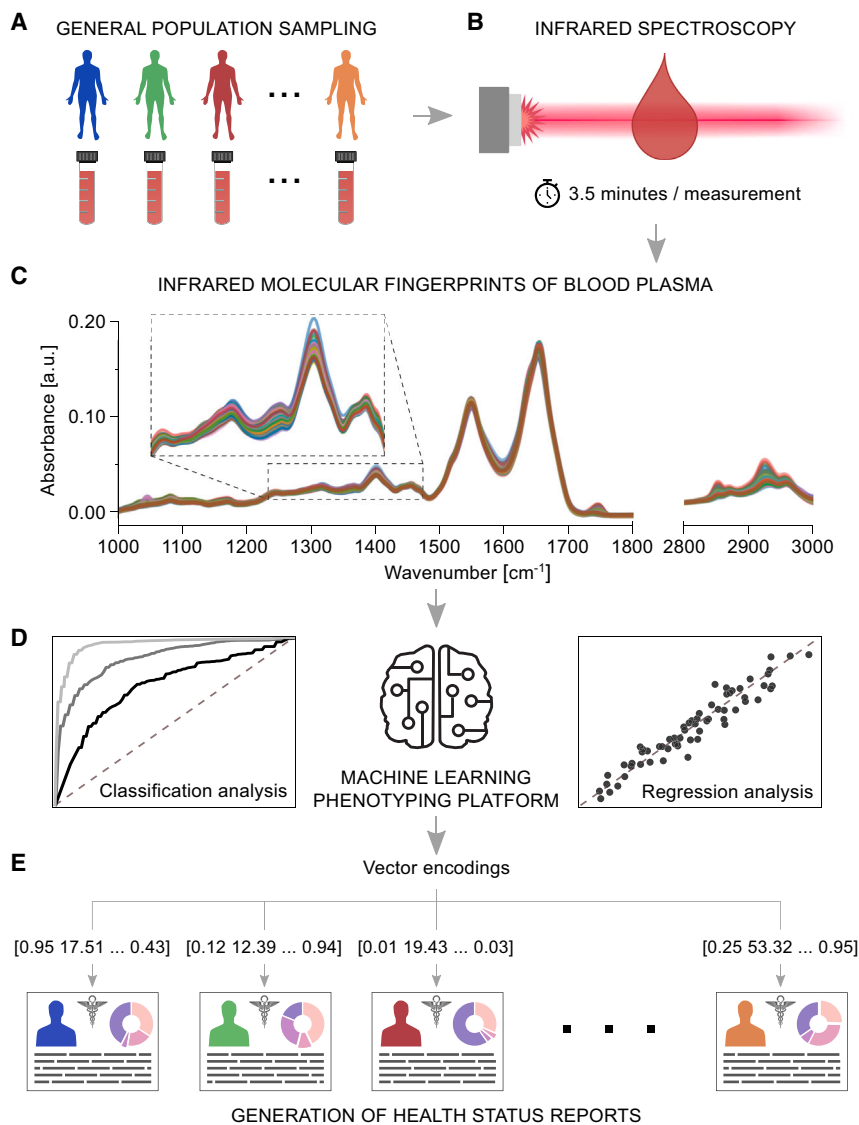 A
GENERAL POPULATION SAMPLING
B
INFRARED SPECTROSCOPY
3.5 minutes / measurement
C
INFRARED MOLECULAR FINGERPRINTS OF BLOOD PLASMA
Absorbance [a.u.]
0.20
0.10
0.00
1000 1100 1200 1300 1400 1500 1600 1700 1800 2800 2900 3000
Wavenumber [cm⁻¹]
D
Classification analysis
MACHINE LEARNING
PHENOTYPING PLATFORM
Regression analysis
E
Vector encodings
[0.95 17.51 ... 0.43] [0.12 12.39 ... 0.94] [0.01 19.43 ... 0.03] [0.25 53.32 ... 0.95]
GENERATION OF HEALTH STATUS REPORTS